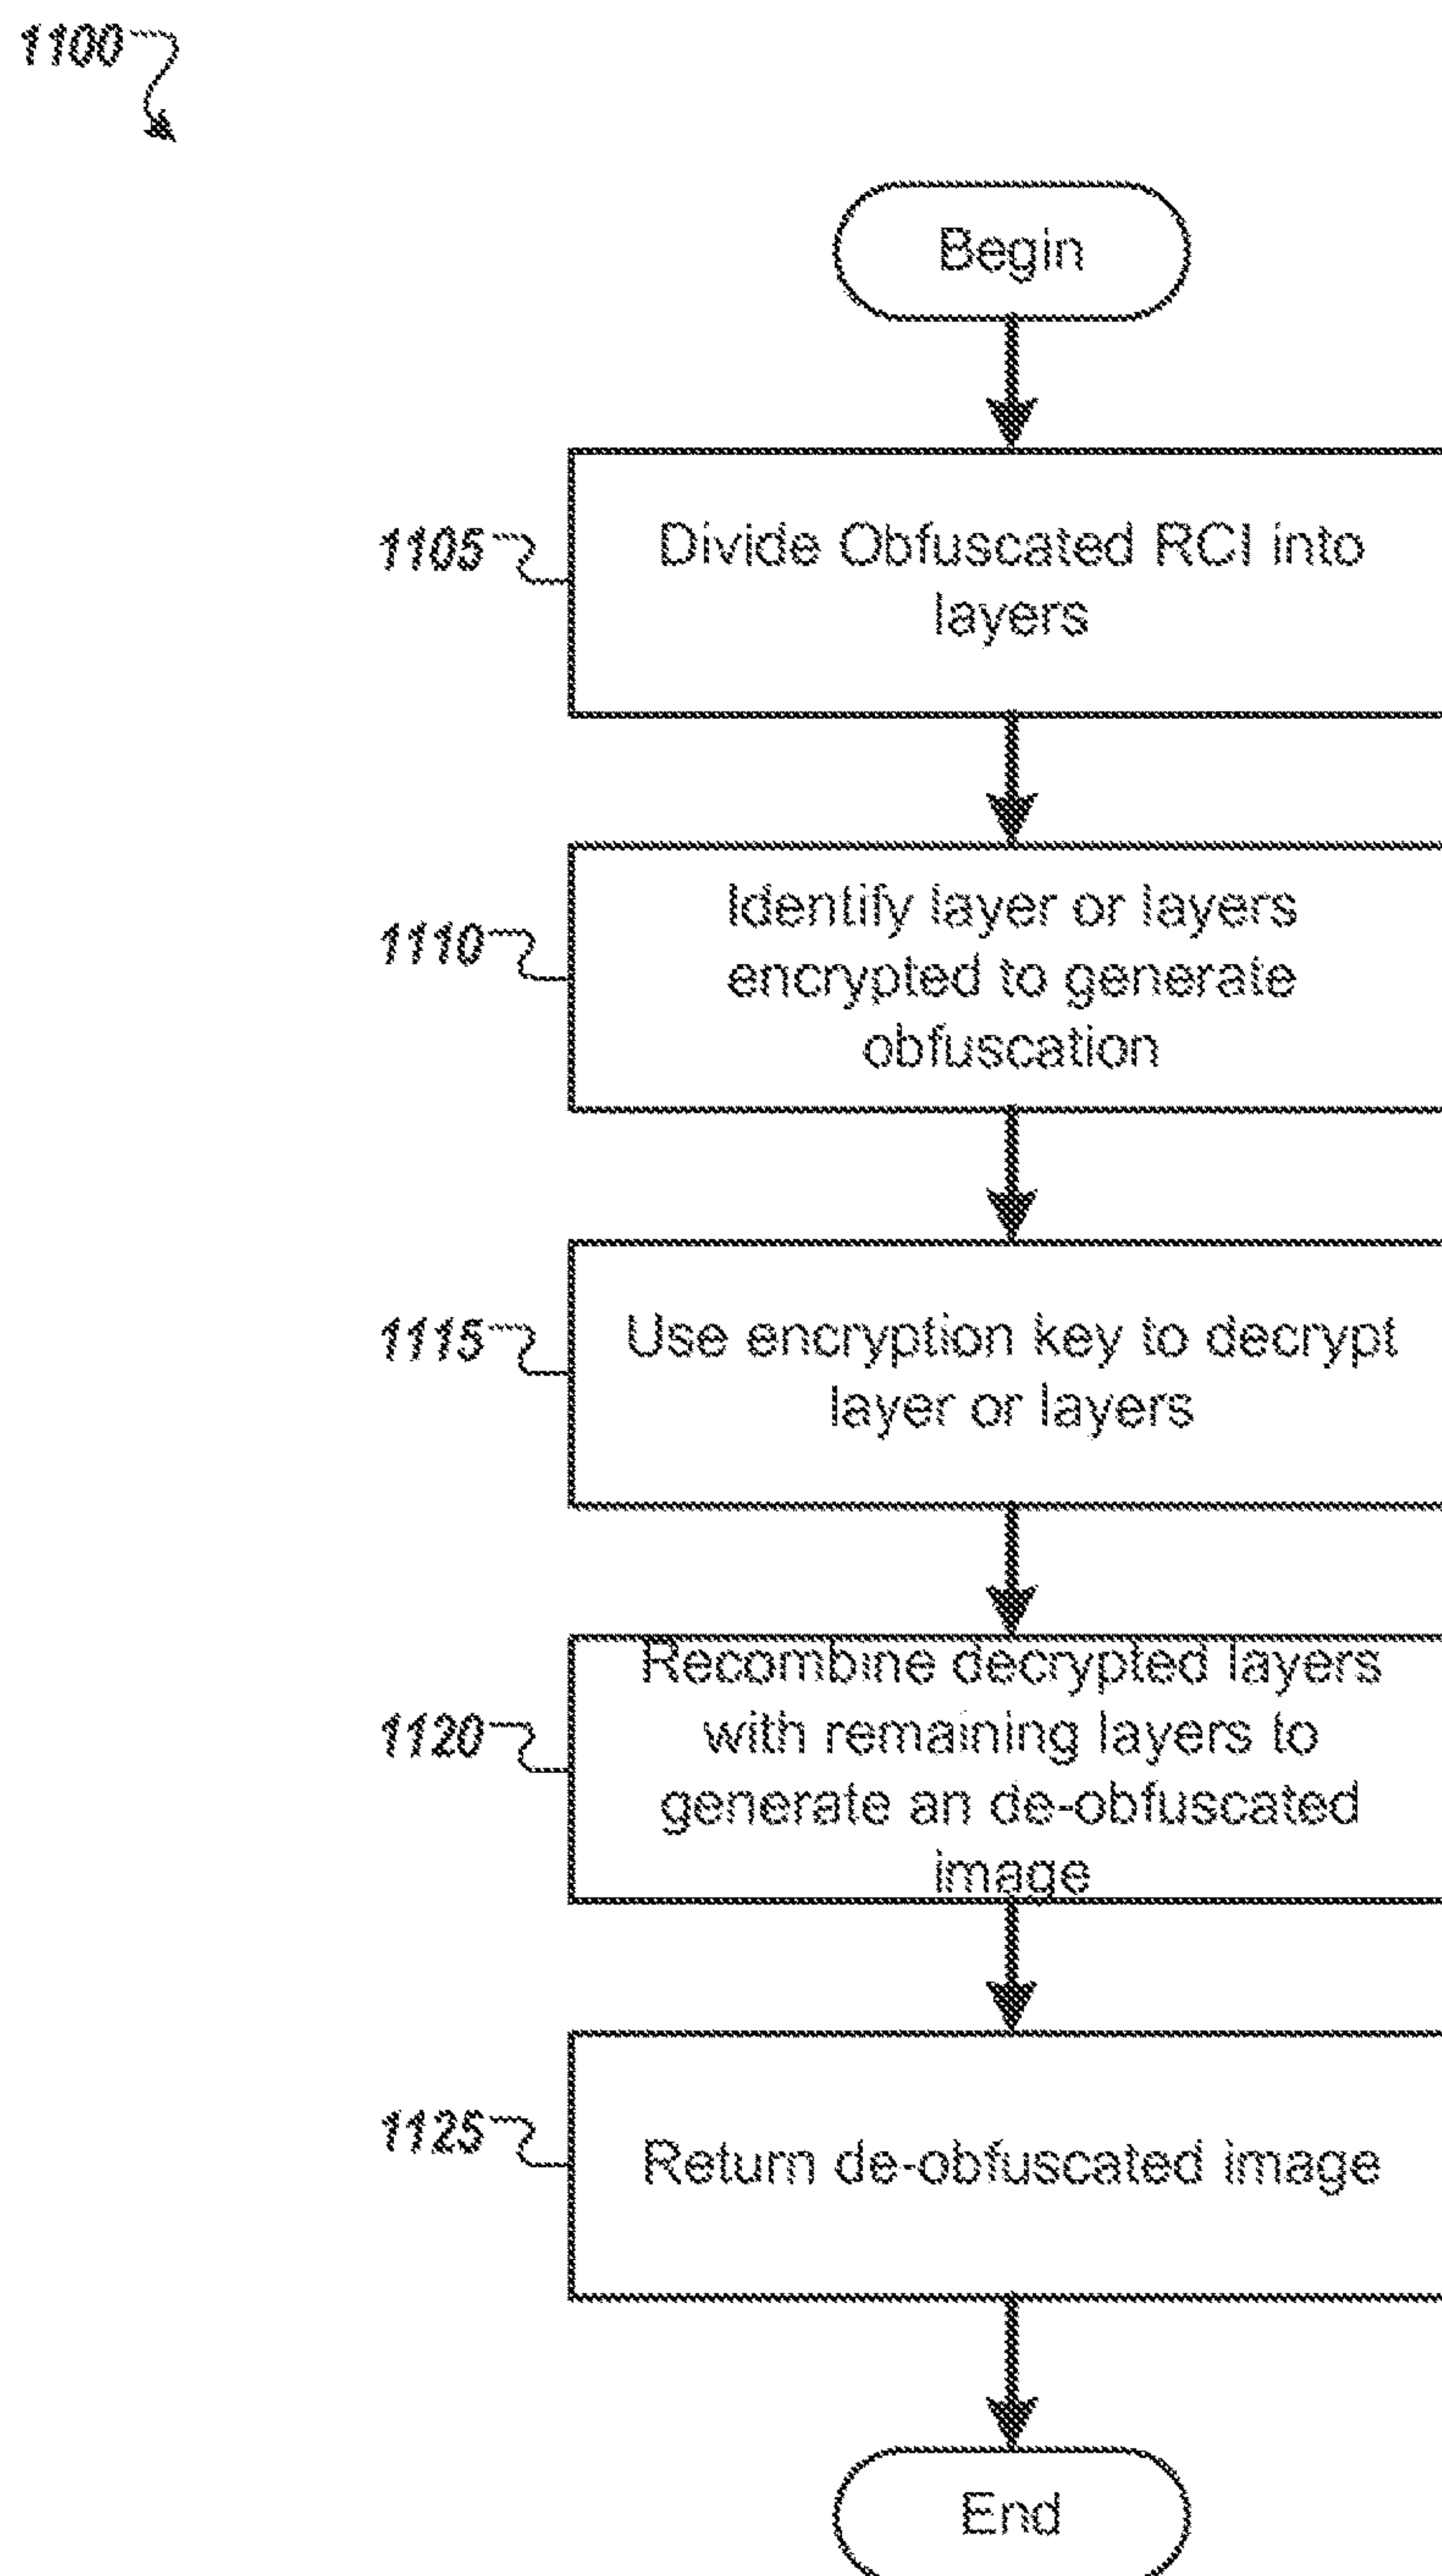 1100
Begin
1105
Divide Obfuscated RCI into
layers
1110
Identify layer or layers
encrypted to generate
obfuscation
1115
Use encryption key to decrypt
layer or layers
1120
Recombine decrypted layers
with remaining layers to
generate an de-obfuscated
image
1125
Return de-obfuscated image
End